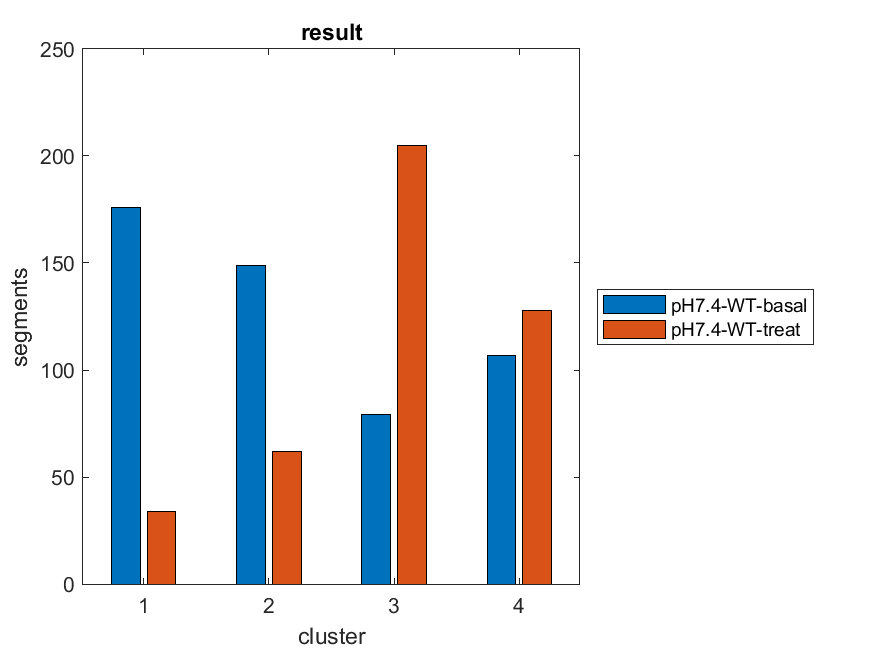 result
250
200
150
100
50
0
segments
1 2 3 4
cluster
pH7.4-WT-basal
pH7.4-WT-treat